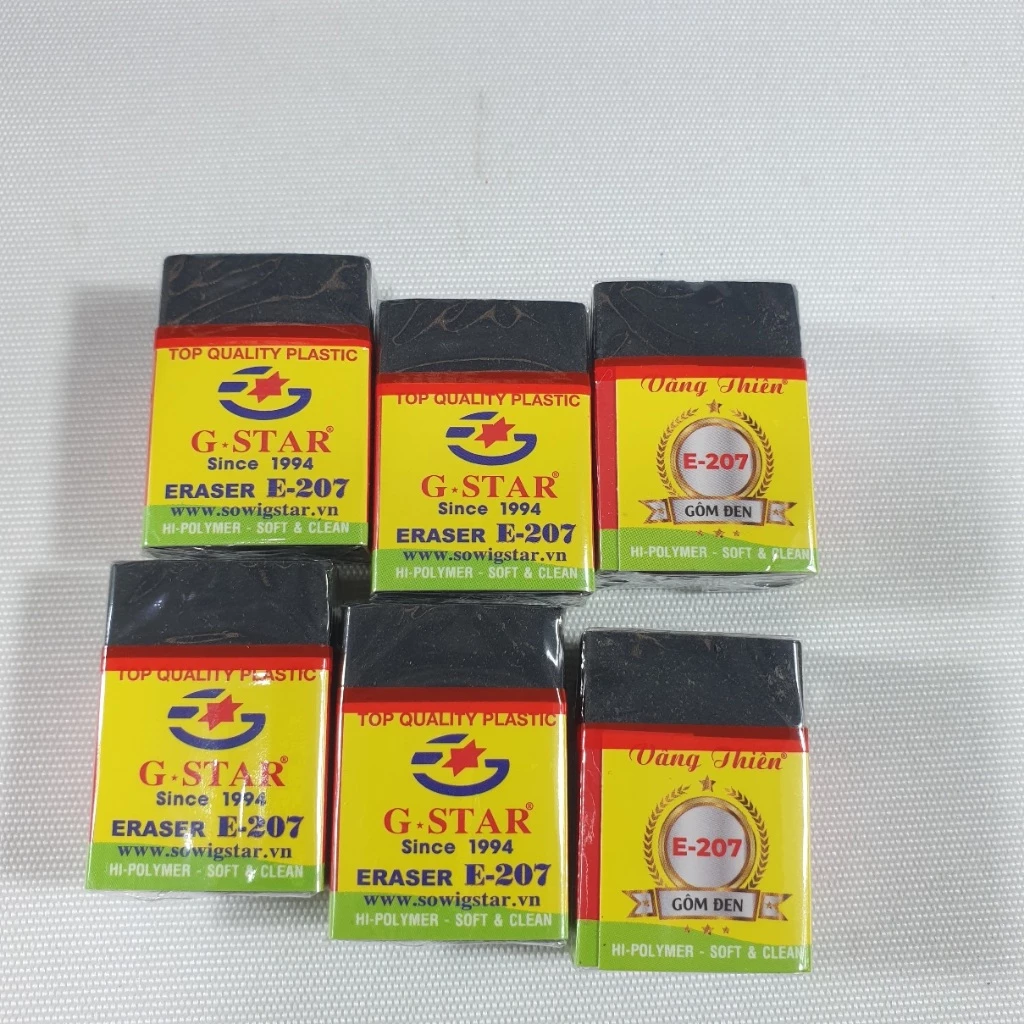 TOP QUALITY PLASTIC
G★STAR®
Since 1994
ERASER E-207
www.sowigstar.vn
HI-POLYMER - SOFT & CLEAN
TOP QUALITY PLASTIC
G★STAR®
Since 1994
ERASER E-207
www.sowigstar.vn
HI-POLYMER - SOFT & CLEAN
Vãng Thiên®
E-207
GÔM ĐEN
HI-POLYMER - SOFT & CLEAN
TOP QUALITY PLASTIC
G★STAR®
Since 1994
ERASER E-207
www.sowigstar.vn
HI-POLYMER - SOFT & CLEAN
TOP QUALITY PLASTIC
G★STAR®
Since 1994
ERASER E-207
www.sowigstar.vn
HI-POLYMER - SOFT & CLEAN
Vãng Thiên®
E-207
GÔM ĐEN
HI-POLYMER - SOFT & CLEAN